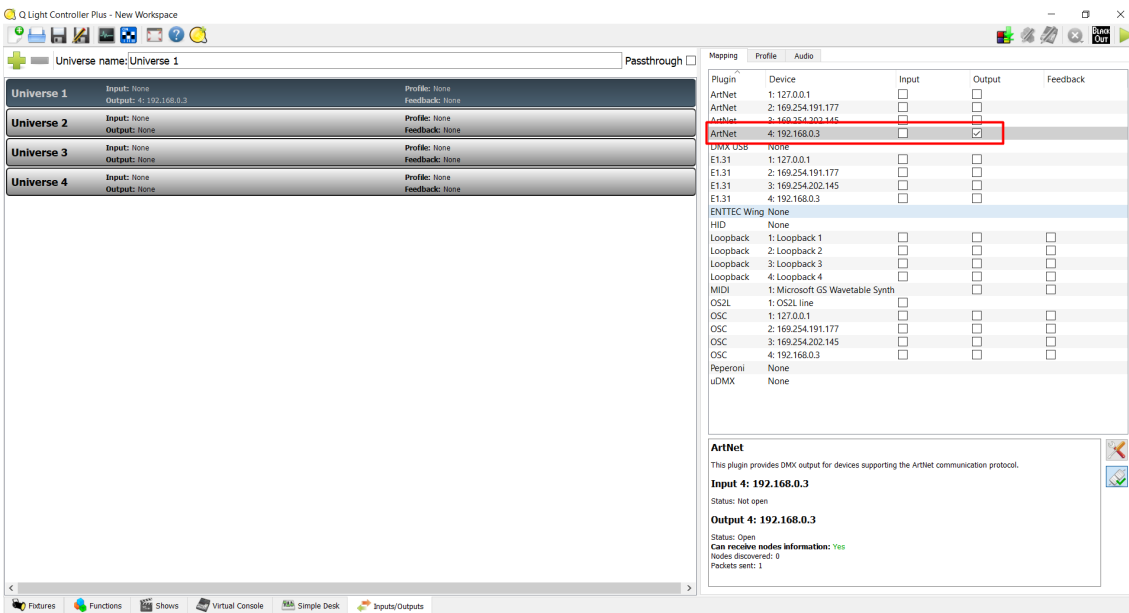 Q Light Controller Plus - New Workspace
BLACK OUT
Universe name: Universe 1 Passthrough
Universe 1 Input: None Profile: None
Output: 4: 192.168.0.3 Feedback: None
Universe 2 Input: None Profile: None
Output: None Feedback: None
Universe 3 Input: None Profile: None
Output: None Feedback: None
Universe 4 Input: None Profile: None
Output: None Feedback: None
Mapping Profile Audio
Plugin Device Input Output Feedback
ArtNet 1: 127.0.0.1
ArtNet 2: 169.254.191.177
ArtNet 3: 169.254.202.145
ArtNet 4: 192.168.0.3
DMX USB None
E1.31 1: 127.0.0.1
E1.31 2: 169.254.191.177
E1.31 3: 169.254.202.145
E1.31 4: 192.168.0.3
ENTTEC Wing None
HID None
Loopback 1: Loopback 1
Loopback 2: Loopback 2
Loopback 3: Loopback 3
Loopback 4: Loopback 4
MIDI 1: Microsoft GS Wavetable Synth
OS2L 1: OS2L line
OSC 1: 127.0.0.1
OSC 2: 169.254.191.177
OSC 3: 169.254.202.145
OSC 4: 192.168.0.3
Peperoni None
uDMX None
ArtNet
This plugin provides DMX output for devices supporting the ArtNet communication protocol.
Input 4: 192.168.0.3
Status: Not open
Output 4: 192.168.0.3
Status: Open
Can receive nodes information: Yes
Nodes discovered: 0
Packets sent: 1
Fixtures Functions Shows Virtual Console Simple Desk Inputs/Outputs